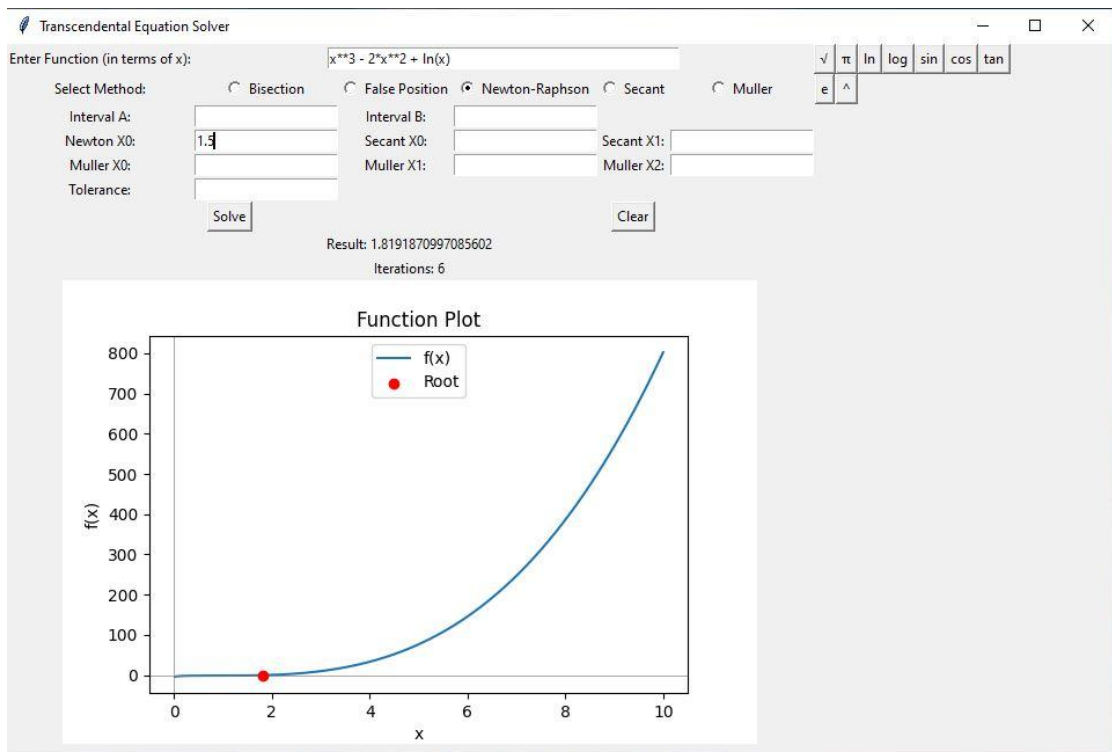 Transcendental Equation Solver
Enter Function (in terms of x): x**3 - 2*x**2 + ln(x) √ π ln log sin cos tan
Select Method: Bisection False Position Newton-Raphson Secant Muller e ^
Interval A: Interval B:
Newton X0: 1.5 Secant X0: Secant X1:
Muller X0: Muller X1: Muller X2:
Tolerance:
Solve Clear
Result: 1.8191870997085602
Iterations: 6
Function Plot
f(x)
Root
800
700
600
500
400
300
200
100
0
f(x)
0 2 4 6 8 10
x